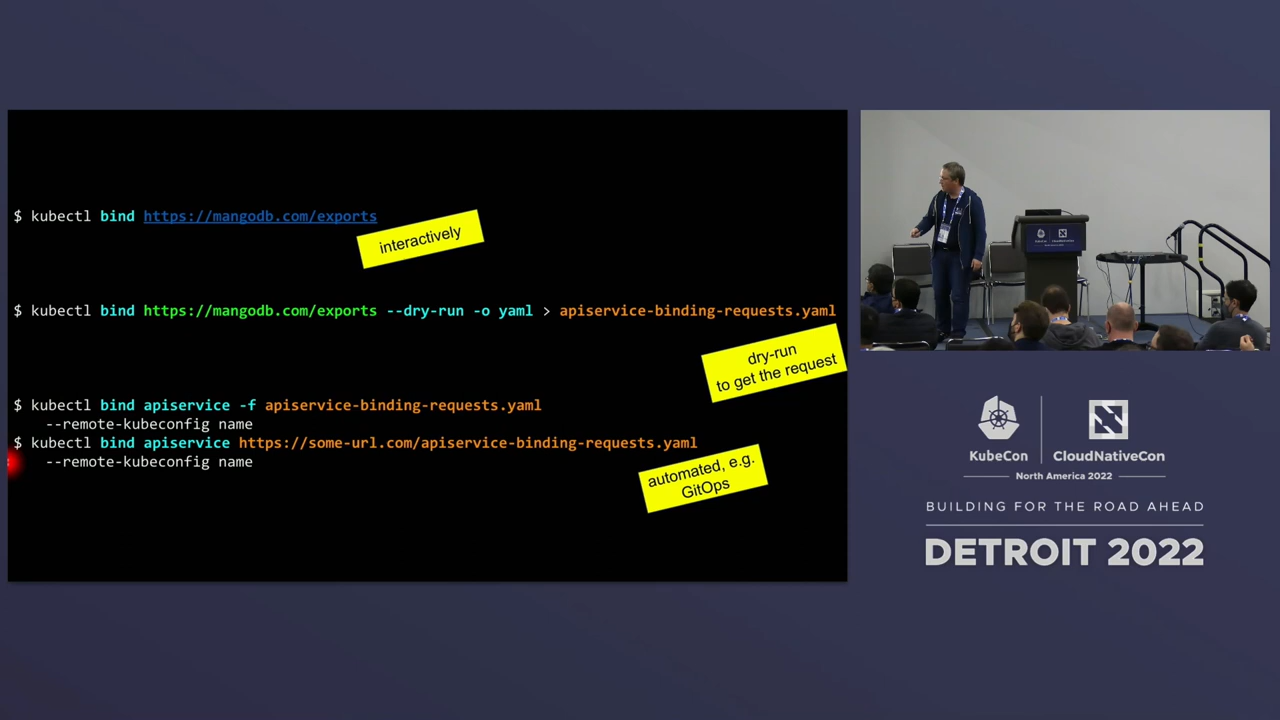 $ kubectl bind https://mangodb.com/exports
interactively
$ kubectl bind https://mangodb.com/exports --dry-run -o yaml > apiservice-binding-requests.yaml
dry-run
to get the request
$ kubectl bind apiservice -f apiservice-binding-requests.yaml
--remote-kubeconfig name
$ kubectl bind apiservice https://some-url.com/apiservice-binding-requests.yaml
--remote-kubeconfig name
automated, e.g.
GitOps
KubeCon
CloudNativeCon
North America 2022
BUILDING FOR THE ROAD AHEAD
DETROIT 2022